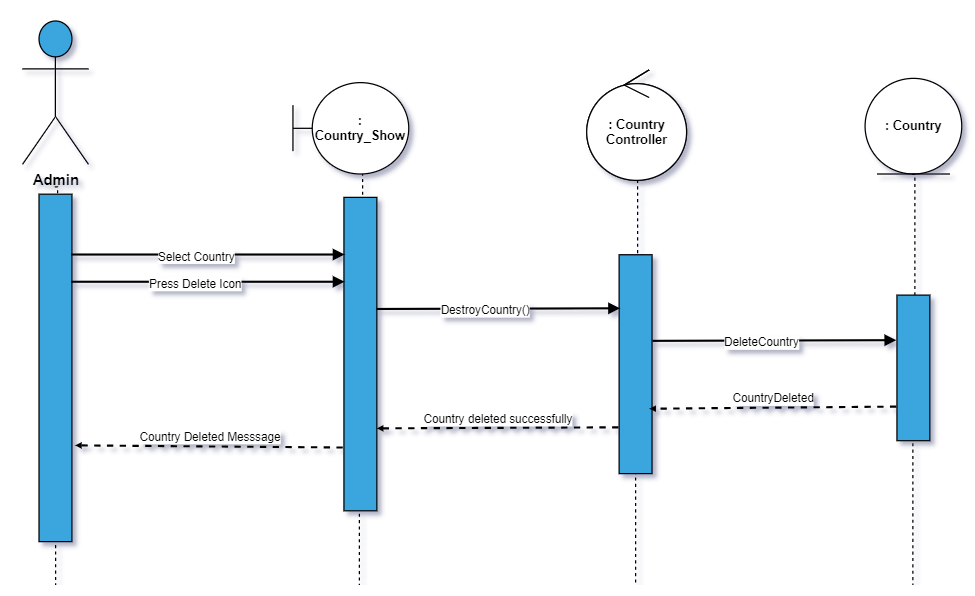 Admin
:
Country_Show
: Country
Controller
: Country
Select Country
Press Delete Icon
DestroyCountry()
DeleteCountry
CountryDeleted
Country deleted successfully
Country Deleted Messsage